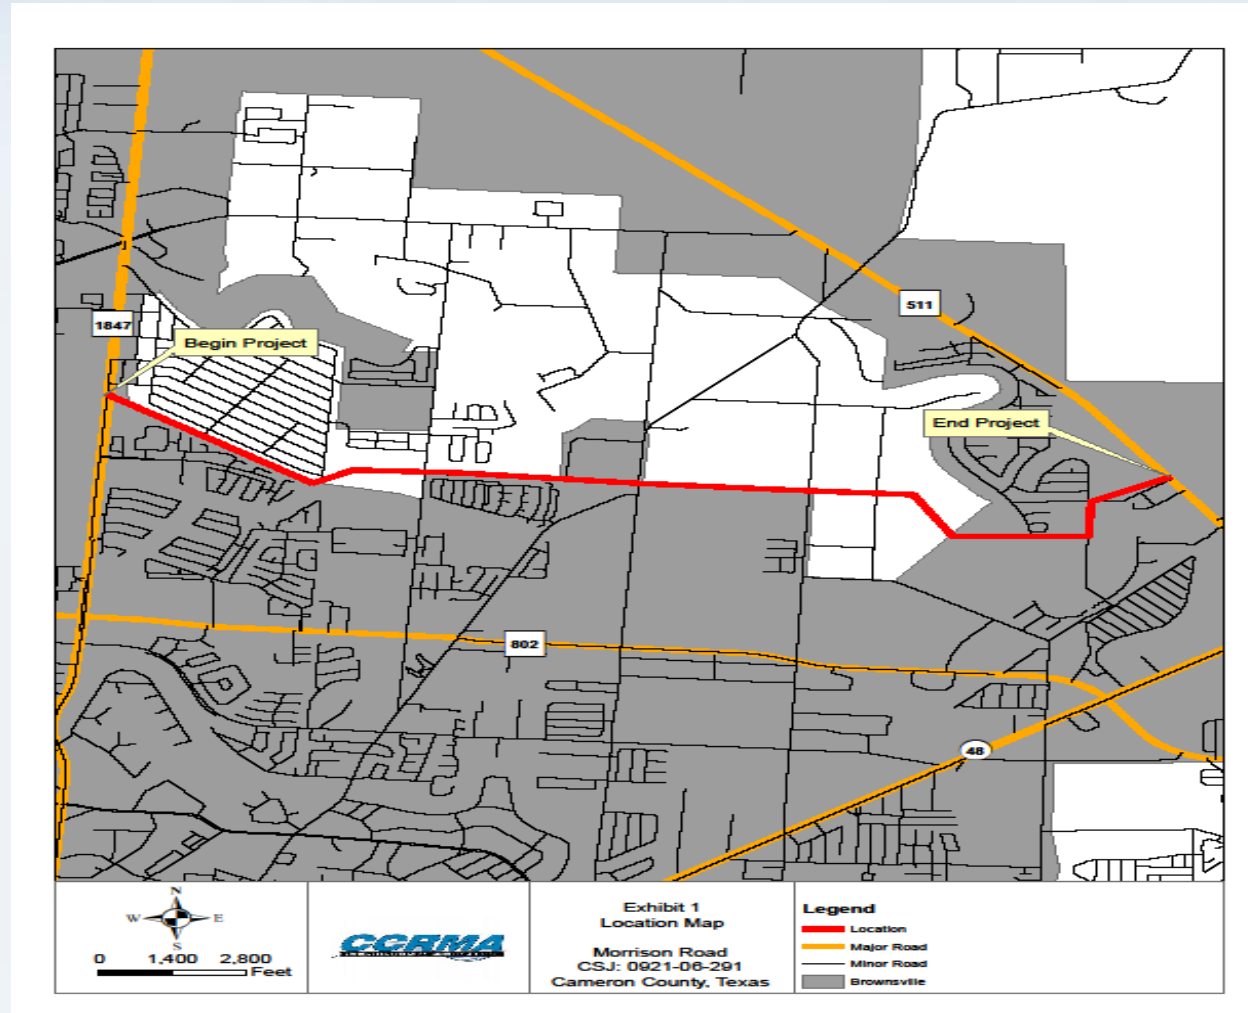 1847
Begin Project
511
End Project
802
48
N
W E
S
0 1,400 2,800
Feet
CCRMA
Exhibit 1
Location Map
Morrison Road
CSJ: 0921-06-291
Cameron County, Texas
Legend
Location
Major Road
Minor Road
Brownsville